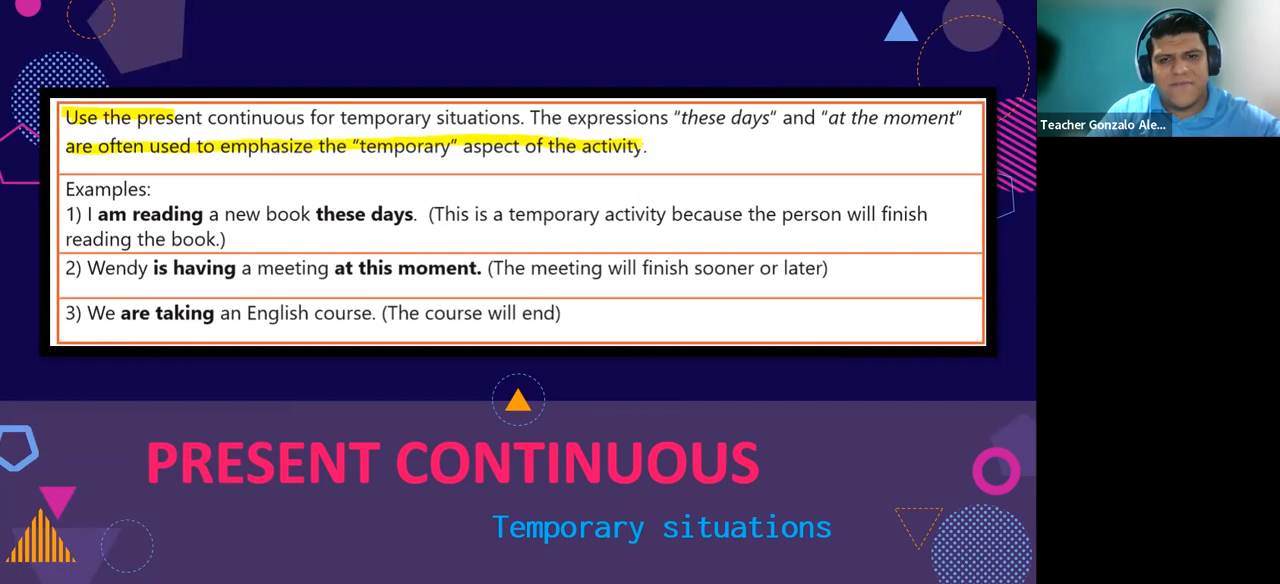 Use the present continuous for temporary situations. The expressions "these days" and "at the moment"
are often used to emphasize the "temporary" aspect of the activity.
Examples:
1) I am reading a new book these days. (This is a temporary activity because the person will finish
reading the book.)
2) Wendy is having a meeting at this moment. (The meeting will finish sooner or later)
3) We are taking an English course. (The course will end)
PRESENT CONTINUOUS
Temporary situations
Teacher Gonzalo Ale...